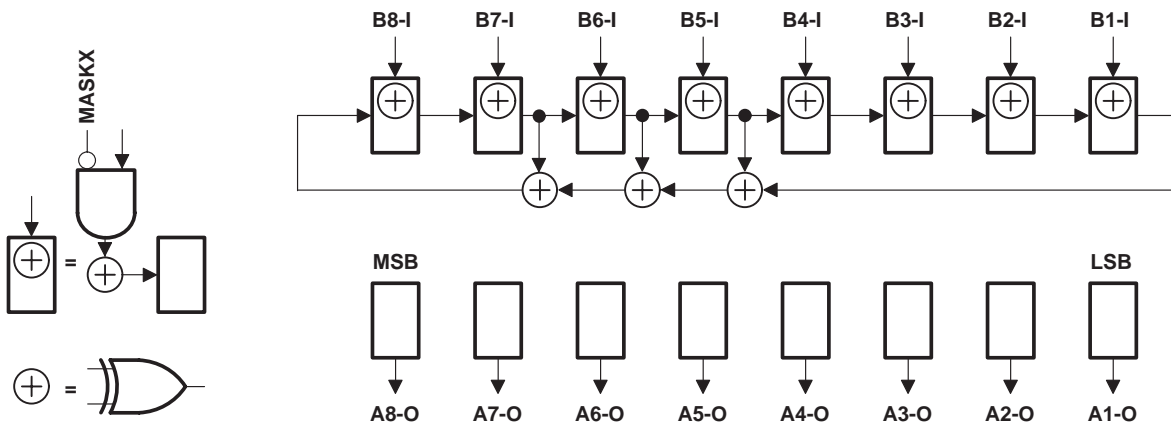 B8-I B7-I B6-I B5-I B4-I B3-I B2-I B1-I
MASKX
=
MSB LSB
=
A8-O A7-O A6-O A5-O A4-O A3-O A2-O A1-O